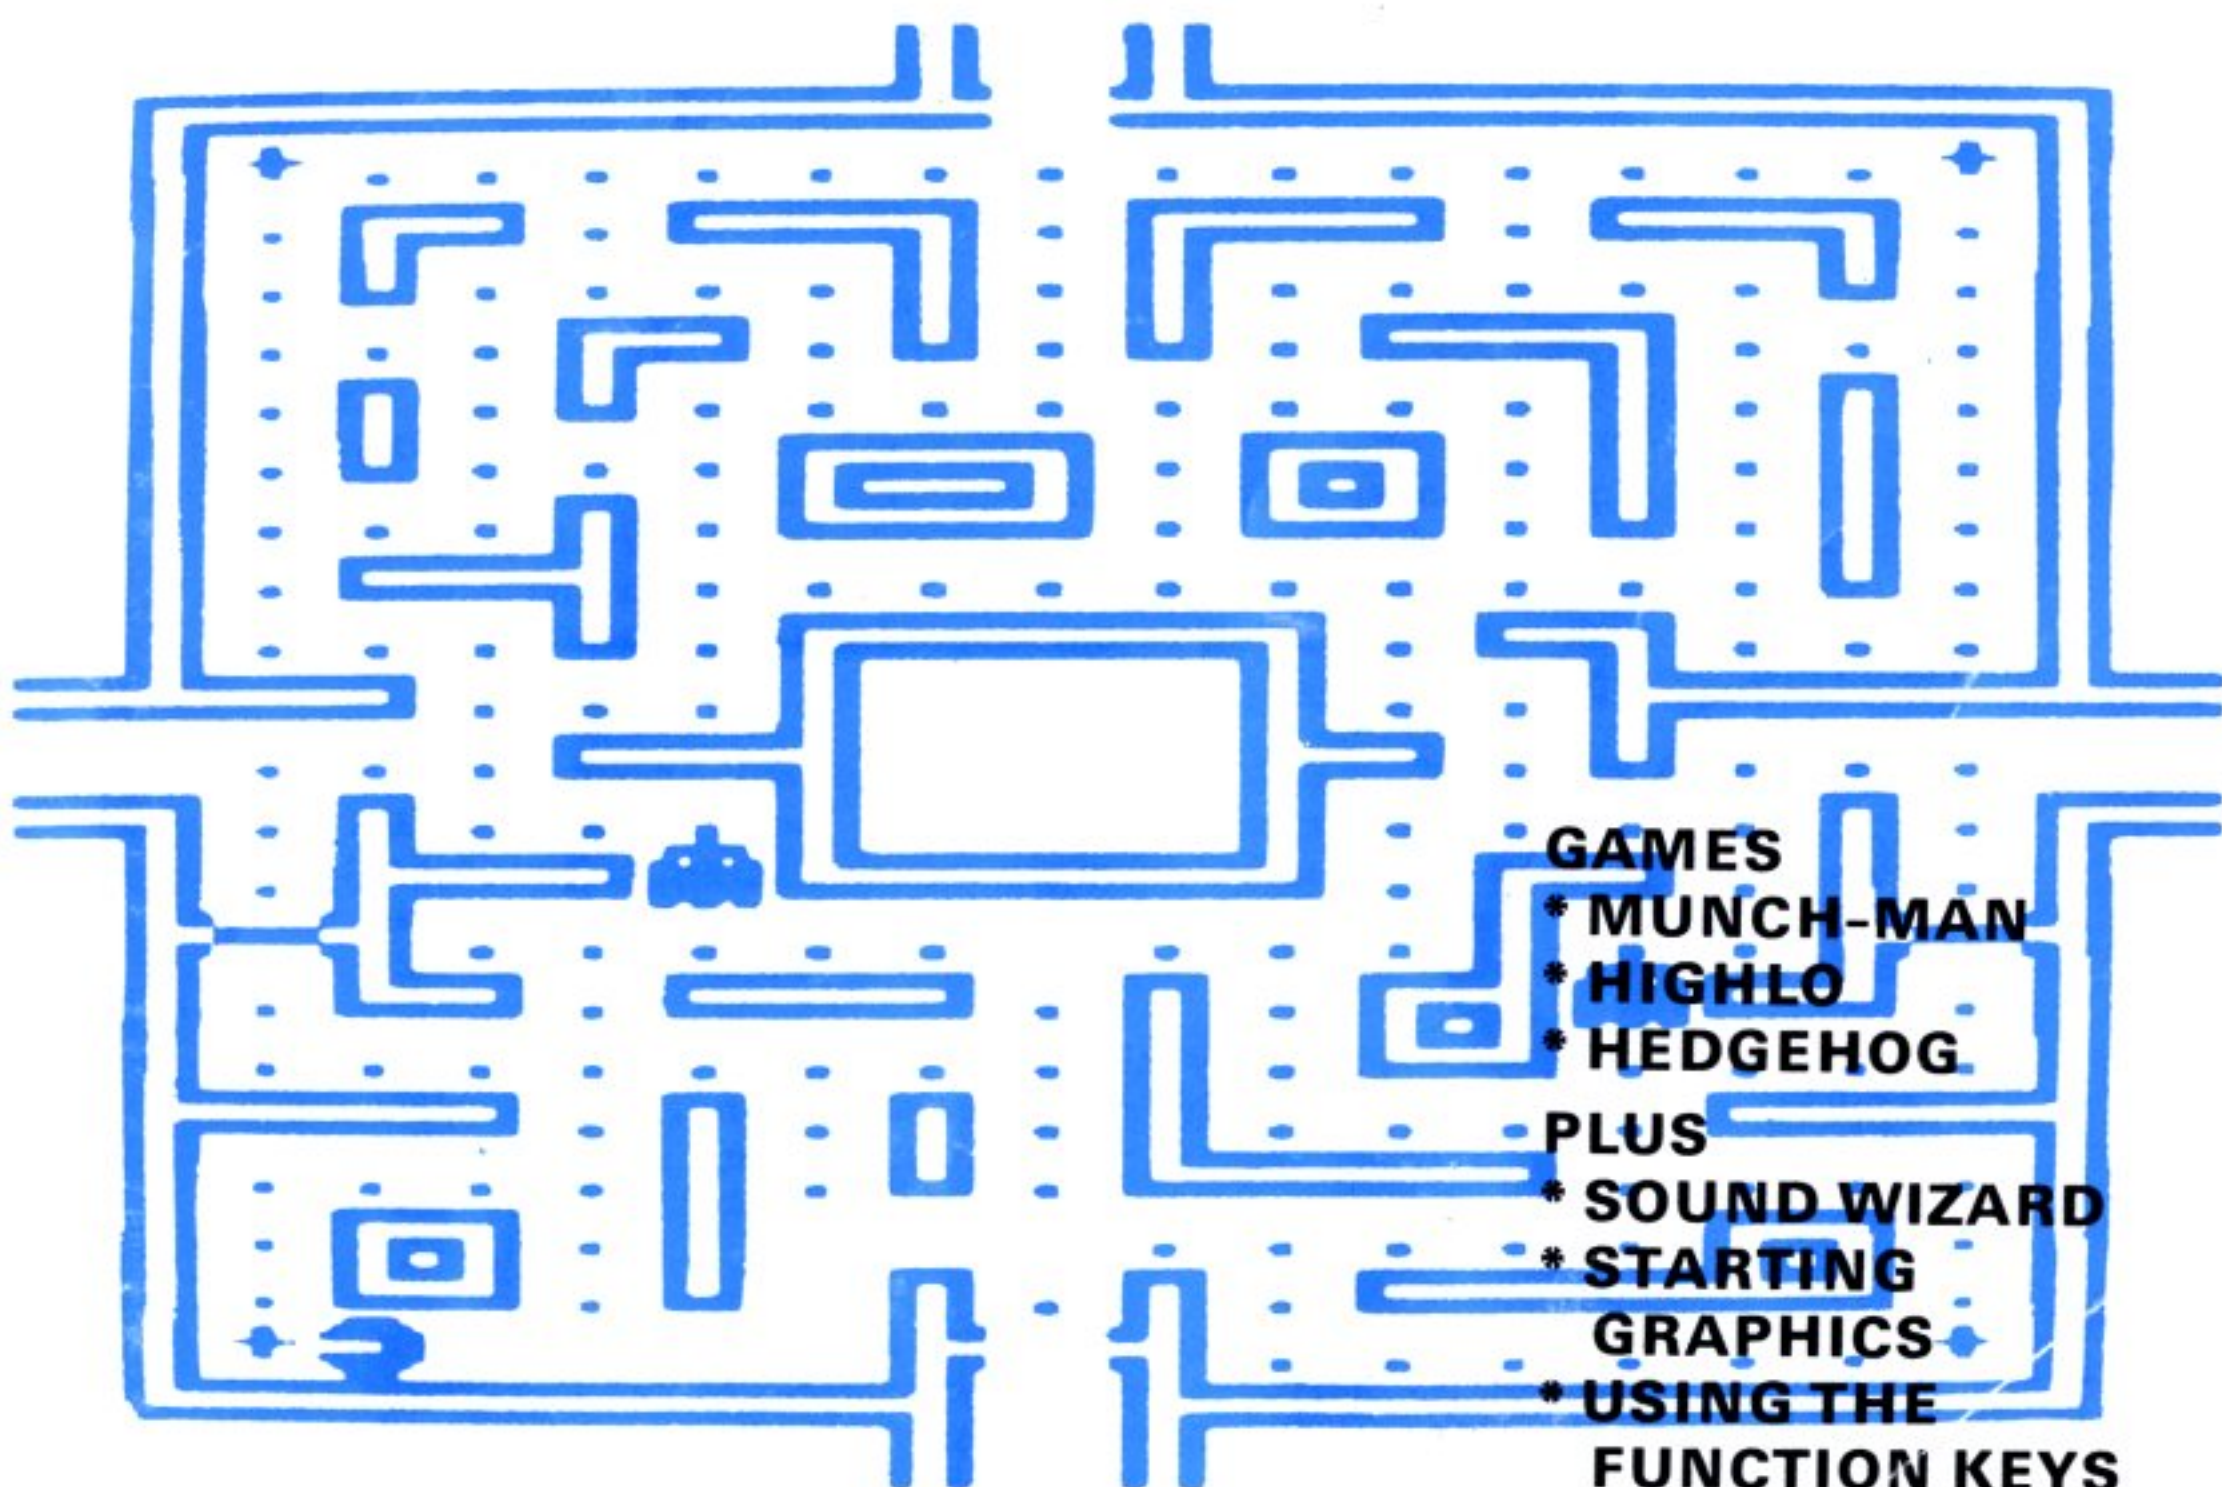 GAMES
* MUNCH-MAN
* HIGHLO
* HEDGEHOG
PLUS
* SOUND WIZARD
* STARTING
GRAPHICS
* USING THE
FUNCTION KEYS